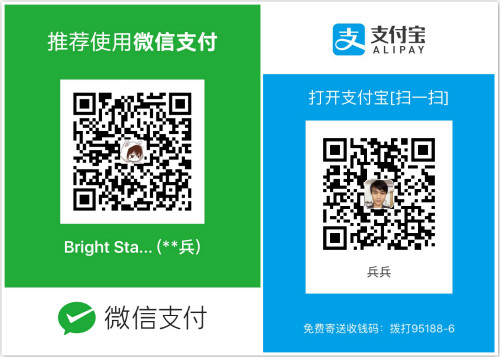 推荐使用微信支付
Bright Sta... (**兵)
微信支付
支付宝
ALIPAY
打开支付宝[扫一扫]
兵兵
免费寄送收钱码：拨打95188-6